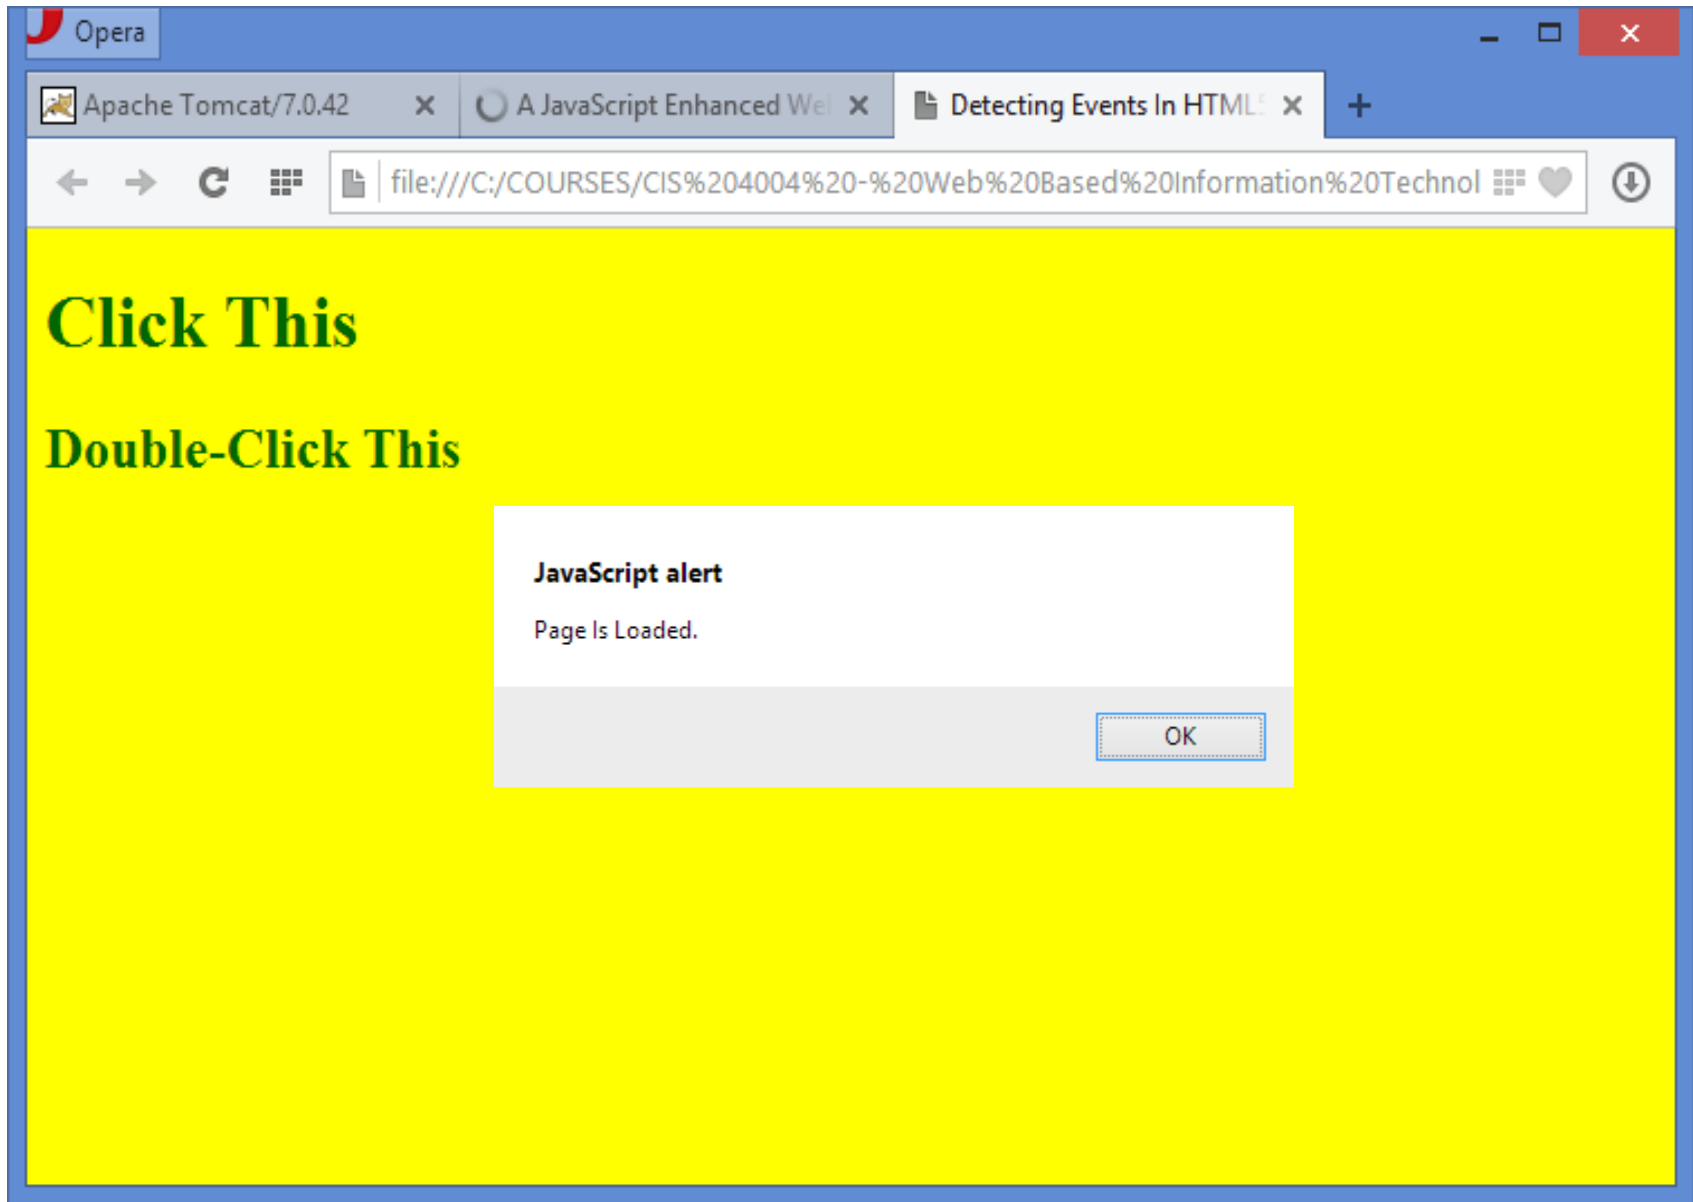 Opera
Apache Tomcat/7.0.42 A JavaScript Enhanced We Detecting Events In HTML5
file:///C:/COURSES/CIS%204004%20-%20Web%20Based%20Information%20Technol
Click This
Double-Click This
JavaScript alert
Page Is Loaded.
OK